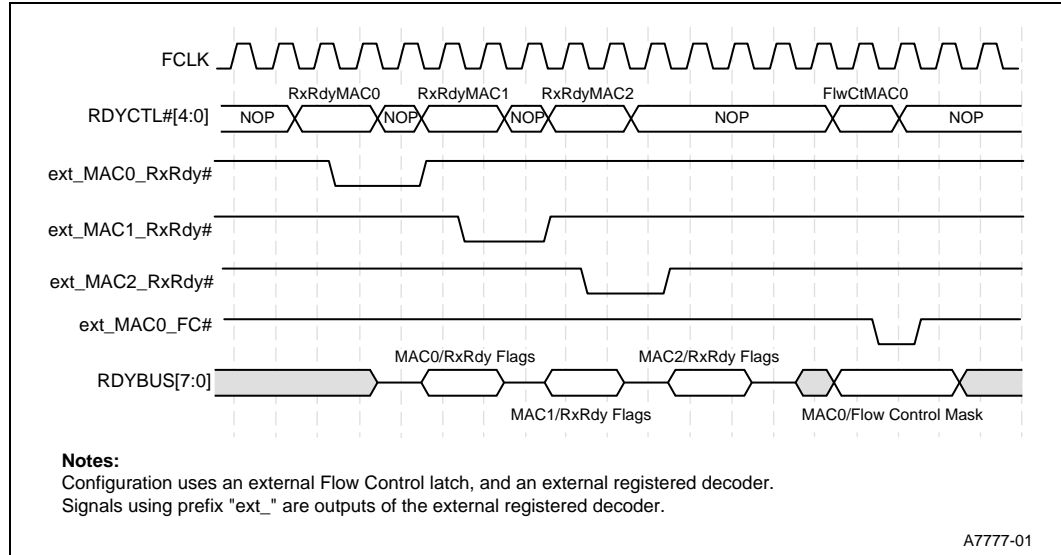 FCLK
RxRdyMAC0 RxRdyMAC1 RxRdyMAC2 FlwCtMAC0
RDYCTL#[4:0] NOP NOP NOP NOP NOP
ext_MAC0_RxRdy#
ext_MAC1_RxRdy#
ext_MAC2_RxRdy#
ext_MAC0_FC#
MAC0/RxRdy Flags MAC2/RxRdy Flags
RDYBUS[7:0]
MAC1/RxRdy Flags MAC0/Flow Control Mask
Notes:
Configuration uses an external Flow Control latch, and an external registered decoder.
Signals using prefix "ext_" are outputs of the external registered decoder.
A7777-01